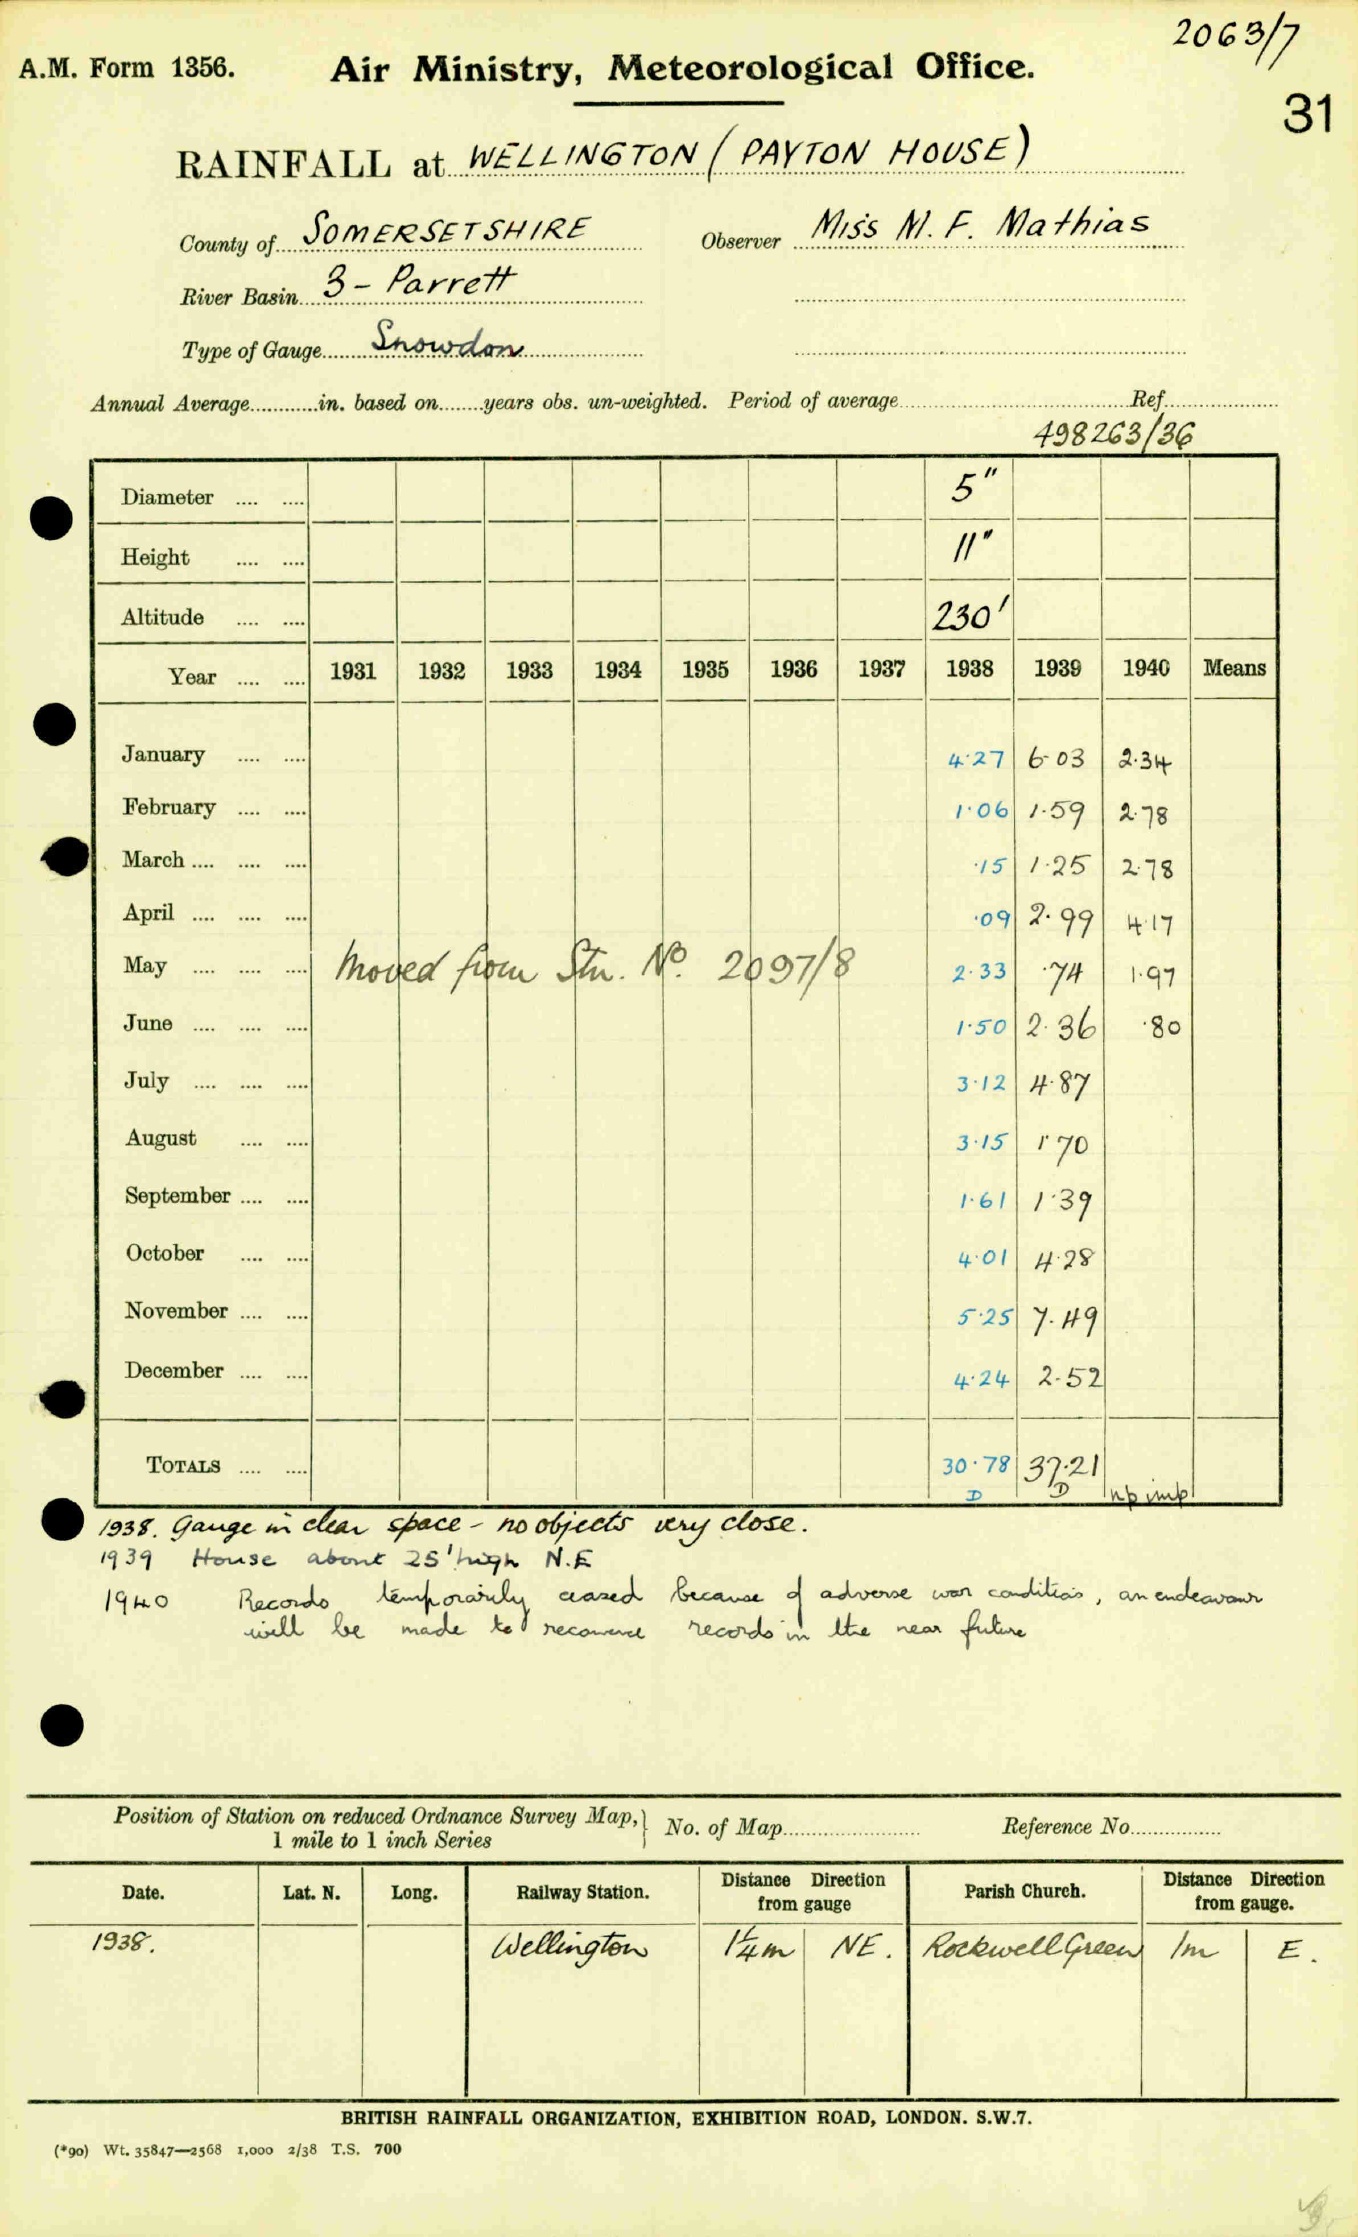 2063/7
A.M. Form 1356. Air Ministry, Meteorological Office.
31
RAINFALL at WELLINGTON (PAYTON HOUSE)
County of SOMERSETSHIRE Observer Miss M. F. Mathias
River Basin 3 - Parrett
Type of Gauge Snowdon
Annual Average............in. based on........years obs. un-weighted. Period of average........ Ref........
498263/36
Diameter .... .... 5"
Height .... .... 11"
Altitude .... .... 230'
Year .... .... 1931 1932 1933 1934 1935 1936 1937 1938 1939 1940 Means
January .... .... 4·27 6·03 2·34
February .... .... 1·06 1·59 2·78
March .... .... .... ·15 1·25 2·78
April .... .... .... ·09 2·99 4·17
May .... .... .... Moved from Stn. No. 2097/8 2·33 ·74 1·97
June .... .... .... 1·50 2·36 ·80
July .... .... .... 3·12 4·87
August .... .... 3·15 1·70
September .... .... 1·61 1·39
October .... .... 4·01 4·28
November .... .... 5·25 7·49
December .... .... 4·24 2·52
TOTALS .... .... 30·78 37·21
D D np imp
1938. Gauge in clear space - no objects very close.
1939 House about 25' high N.E
1940 Records temporarily ceased because of adverse war conditions, an endeavour
will be made to recommence records in the near future
Position of Station on reduced Ordnance Survey Map, 1 mile to 1 inch Series } No. of Map........ Reference No........
Date. Lat. N. Long. Railway Station. Distance Direction from gauge Parish Church. Distance Direction from gauge.
1938. Wellington 1¼m NE. Rockwell Green 1m E.
BRITISH RAINFALL ORGANIZATION, EXHIBITION ROAD, LONDON. S.W.7.
(*90) Wt. 35847—2568 1,000 2/38 T.S. 700